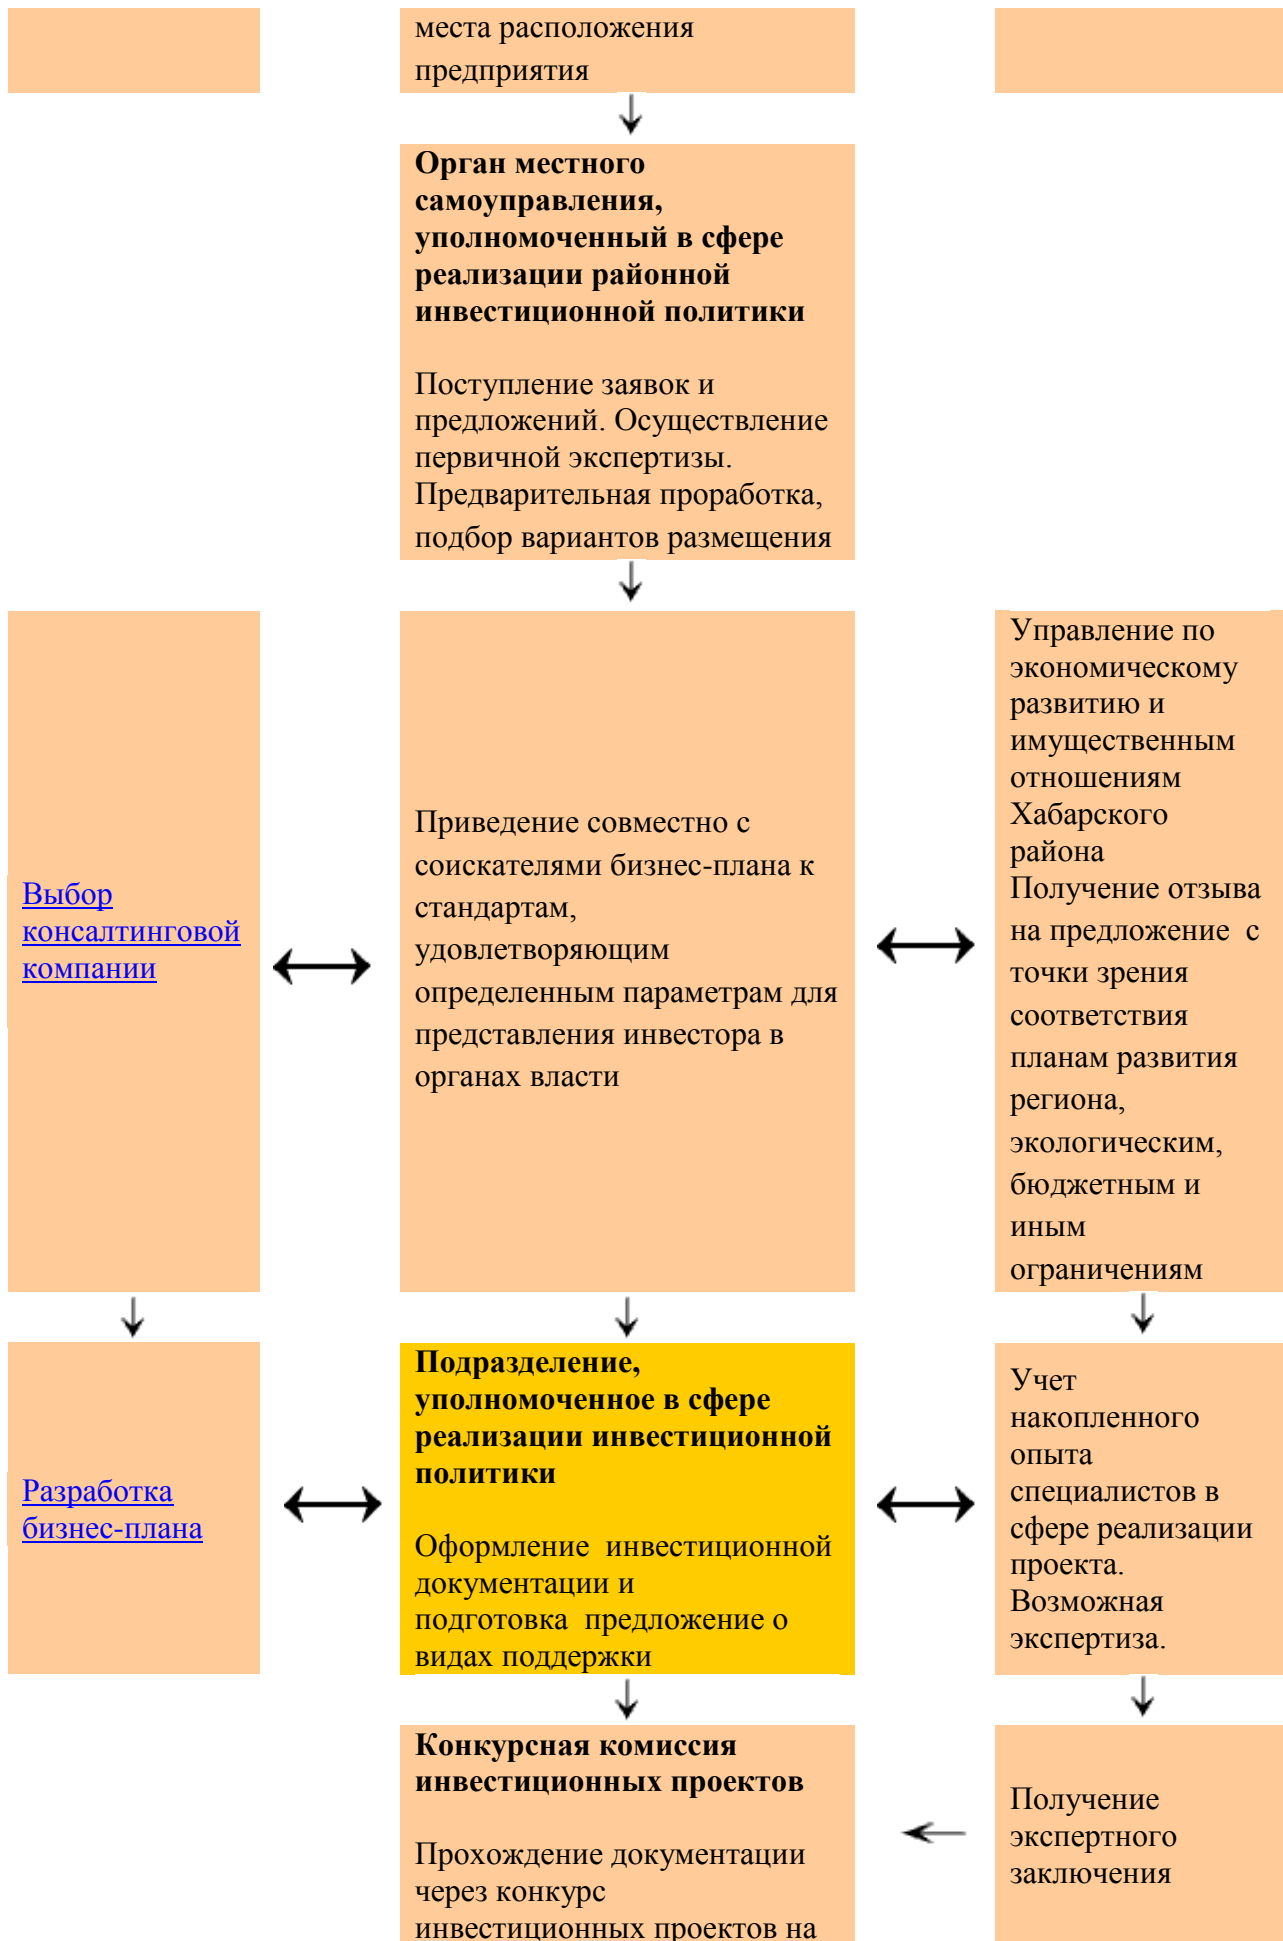 места расположения
предприятия
Орган местного
самоуправления,
уполномоченный в сфере
реализации районной
инвестиционной политики
Поступление заявок и
предложений. Осуществление
первичной экспертизы.
Предварительная проработка,
подбор вариантов размещения
Выбор
консалтинговой
компании
Приведение совместно с
соискателями бизнес-плана к
стандартам,
удовлетворяющим
определенным параметрам для
представления инвестора в
органах власти
Управление по
экономическому
развитию и
имущественным
отношениям
Хабарского
района
Получение отзыва
на предложение с
точки зрения
соответствия
планам развития
региона,
экологическим,
бюджетным и
иным
ограничениям
Разработка
бизнес-плана
Подразделение,
уполномоченное в сфере
реализации инвестиционной
политики
Оформление инвестиционной
документации и
подготовка предложение о
видах поддержки
Учет
накопленного
опыта
специалистов в
сфере реализации
проекта.
Возможная
экспертиза.
Конкурсная комиссия
инвестиционных проектов
Прохождение документации
через конкурс
инвестиционных проектов на
Получение
экспертного
заключения